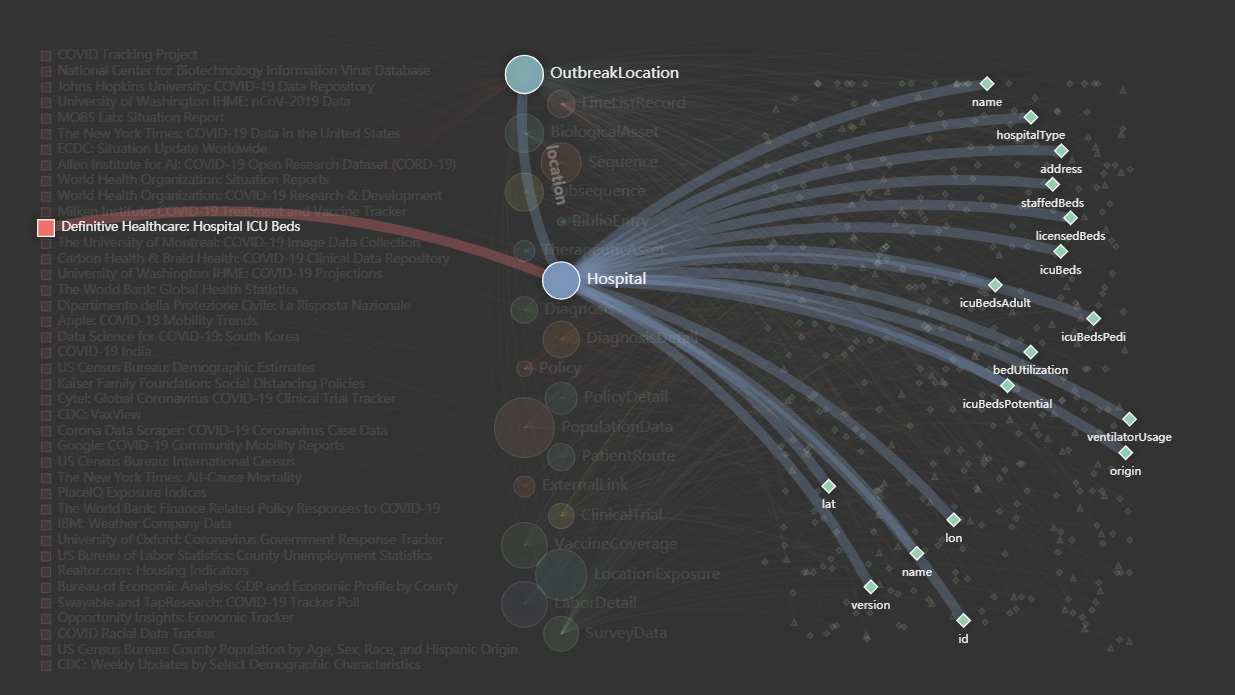 COVID Tracking Project
National Center for Biotechnology Information Virus Database
Johns Hopkins University: COVID-19 Data Repository
University of Washington IHME: nCoV-2019 Data
MOBS Lab: Situation Report
The New York Times: COVID-19 Data in the United States
ECDC: Situation Update Worldwide
Allen Institute for AI: COVID-19 Open Research Dataset (CORD-19)
World Health Organization: Situation Reports
World Health Organization: COVID-19 Research & Development
Milken Institute: COVID-19 Treatment and Vaccine Tracker
Definitive Healthcare: Hospital ICU Beds
The University of Montreal: COVID-19 Image Data Collection
Carbon Health & Braid Health: COVID-19 Clinical Data Repository
University of Washington IHME: COVID-19 Projections
The World Bank: Global Health Statistics
Dipartimento della Protezione Civile: La Risposta Nazionale
Apple: COVID-19 Mobility Trends
Data Science for COVID-19: South Korea
COVID-19 India
US Census Bureau: Demographic Estimates
Kaiser Family Foundation: Social Distancing Policies
Cytel: Global Coronavirus COVID-19 Clinical Trial Tracker
CDC: VaxView
Corona Data Scraper: COVID-19 Coronavirus Case Data
Google: COVID-19 Community Mobility Reports
US Census Bureau: International Census
The New York Times: All-Cause Mortality
PlaceIQ Exposure Indices
The World Bank: Finance Related Policy Responses to COVID-19
IBM: Weather Company Data
University of Oxford: Coronavirus Government Response Tracker
US Bureau of Labor Statistics: County Unemployment Statistics
Realtor.com: Housing Indicators
Bureau of Economic Analysis: GDP and Economic Profile by County
Swayable and TapResearch: COVID-19 Tracker Poll
Opportunity Insights: Economic Tracker
COVID Racial Data Tracker
US Census Bureau: County Population by Age, Sex, Race, and Hispanic Origin
CDC: Weekly Updates by Select Demographic Characteristics
OutbreakLocation
LineListRecord
BiologicalAsset
Sequence
location
Subsequence
BiblioEntry
TherapeuticAsset
Hospital
Diagnosis
DiagnosisDetail
Policy
PolicyDetail
PopulationData
PatientRoute
ExternalLink
ClinicalTrial
VaccineCoverage
LocationExposure
LaborDetail
SurveyData
name
hospitalType
address
staffedBeds
licensedBeds
icuBeds
icuBedsAdult
icuBedsPedi
bedUtilization
icuBedsPotential
ventilatorUsage
origin
lat
lon
name
version
id